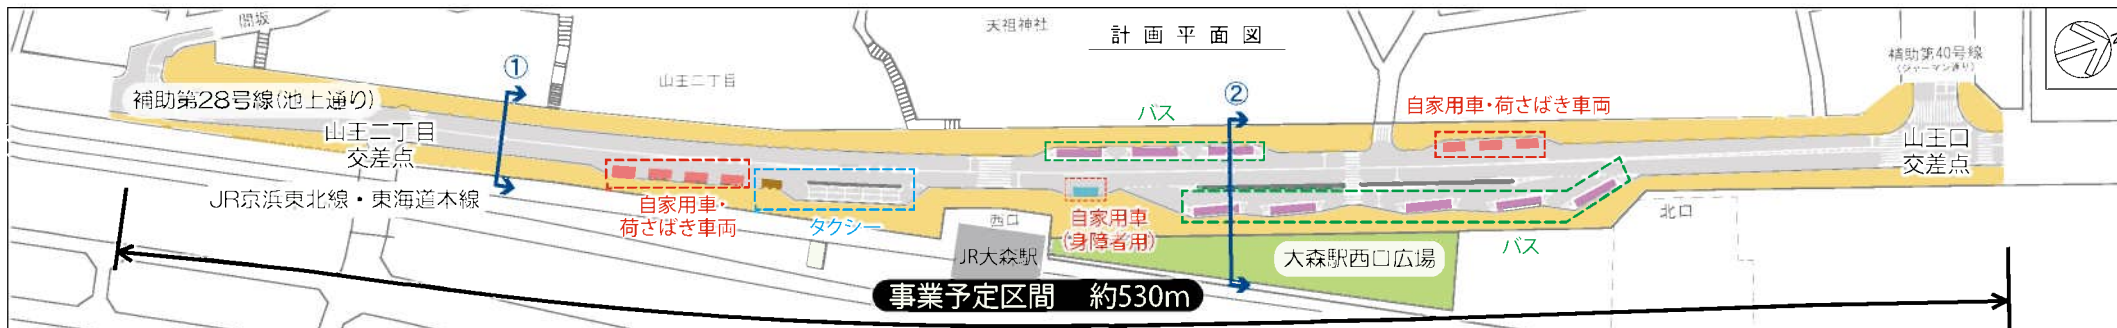 計画平面図
闇坂
天祖神社
山王二丁目
補助第40号線
(ジャーマン通り)
補助第28号線(池上通り)
山王二丁目
交差点
JR京浜東北線・東海道本線
①
②
バス
自家用車・荷さばき車両
山王口
交差点
自家用車・
荷さばき車両
タクシー
西口
JR大森駅
自家用車
(身障者用)
大森駅西口広場
バス
北口
事業予定区間 約530m